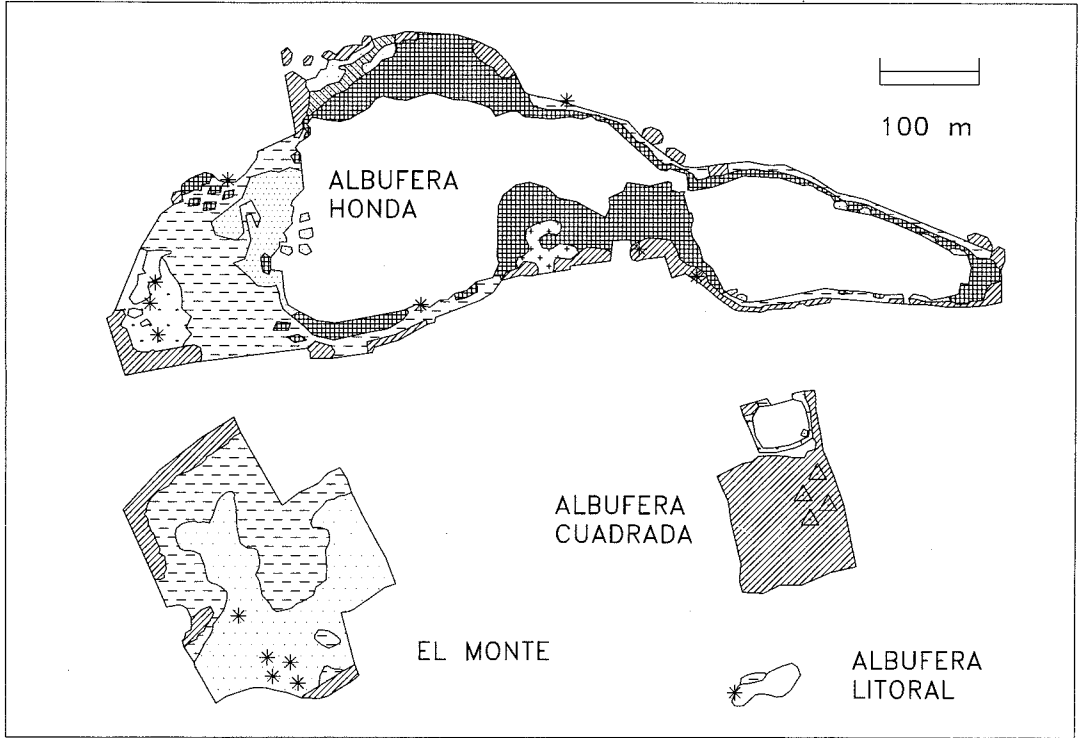 100 m
ALBUFERA
HONDA
ALBUFERA
CUADRADA
EL MONTE
ALBUFERA
LITORAL